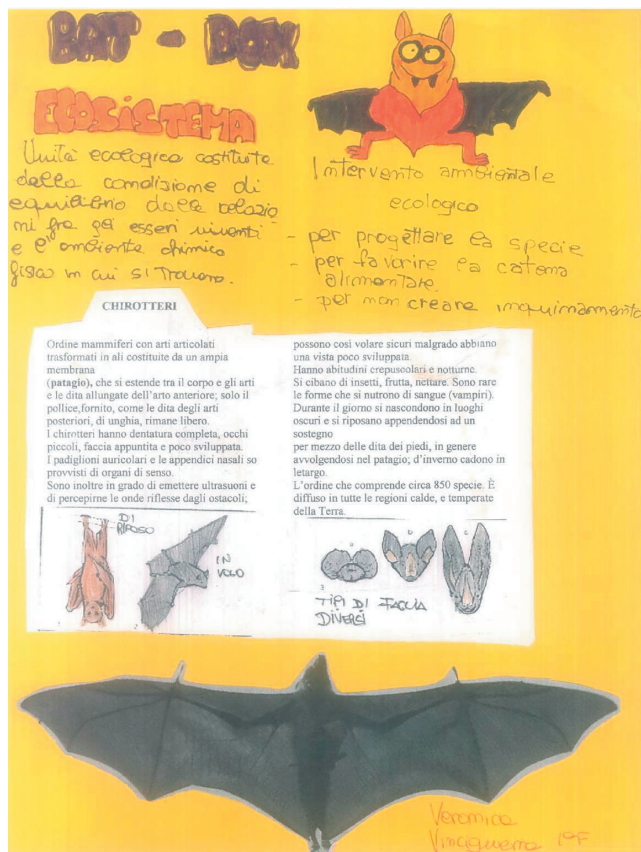 BAT - BOX
ECOSISTEMA
Unità ecologica costituita
dalla condizione di
equilibrio dalle relazio
ni fra gli esseri viventi
e l'ambiente chimico
fisico in cui si trovano.
Intervento ambientale
ecologico
- per progettare la specie
- per favorire la catena
alimentare.
- per non creare inquinamento
CHIROTTERI
Ordine mammiferi con arti articolati
trasformati in ali costituite da un ampia
membrana
(patagio), che si estende tra il corpo e gli arti
e le dita allungate dell'arto anteriore; solo il
pollice,fornito, come le dita degli arti
posteriori, di unghia, rimane libero.
I chirotteri hanno dentatura completa, occhi
piccoli, faccia appuntita e poco sviluppata.
I padiglioni auricolari e le appendici nasali so
provvisti di organi di senso.
Sono inoltre in grado di emettere ultrasuoni e
di percepirne le onde riflesse dagli ostacoli;
possono così volare sicuri malgrado abbiano
una vista poco sviluppata.
Hanno abitudini crepuscolari e notturne.
Si cibano di insetti, frutta, nettare. Sono rare
le forme che si nutrono di sangue (vampiri).
Durante il giorno si nascondono in luoghi
oscuri e si riposano appendendosi ad un
sostegno
per mezzo delle dita dei piedi, in genere
avvolgendosi nel patagio; d'inverno cadono in
letargo.
L'ordine che comprende circa 850 specie. È
diffuso in tutte le regioni calde, e temperate
della Terra.
DI
RIPOSO
IN
VOLO
TIPI DI FACCIA
DIVERSI
Veronica
Vinciguerra 1°F